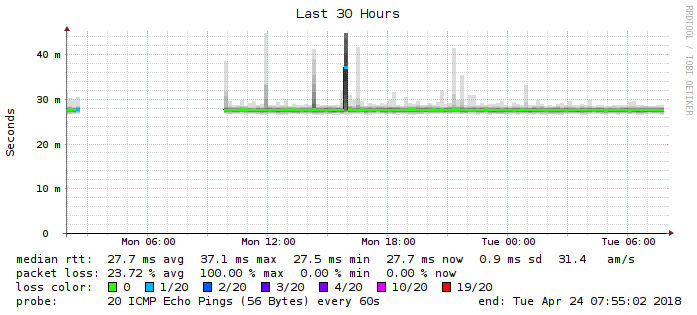 Last 30 Hours
RRDTOOL / TOBI OETIKER
Seconds
40 m
30 m
20 m
10 m
0
Mon 06:00 Mon 12:00 Mon 18:00 Tue 00:00 Tue 06:00
median rtt: 27.7 ms avg 37.1 ms max 27.5 ms min 27.7 ms now 0.9 ms sd 31.4 am/s
packet loss: 23.72 % avg 100.00 % max 0.00 % min 0.00 % now
loss color: 0 1/20 2/20 3/20 4/20 10/20 19/20
probe: 20 ICMP Echo Pings (56 Bytes) every 60s end: Tue Apr 24 07:55:02 2018